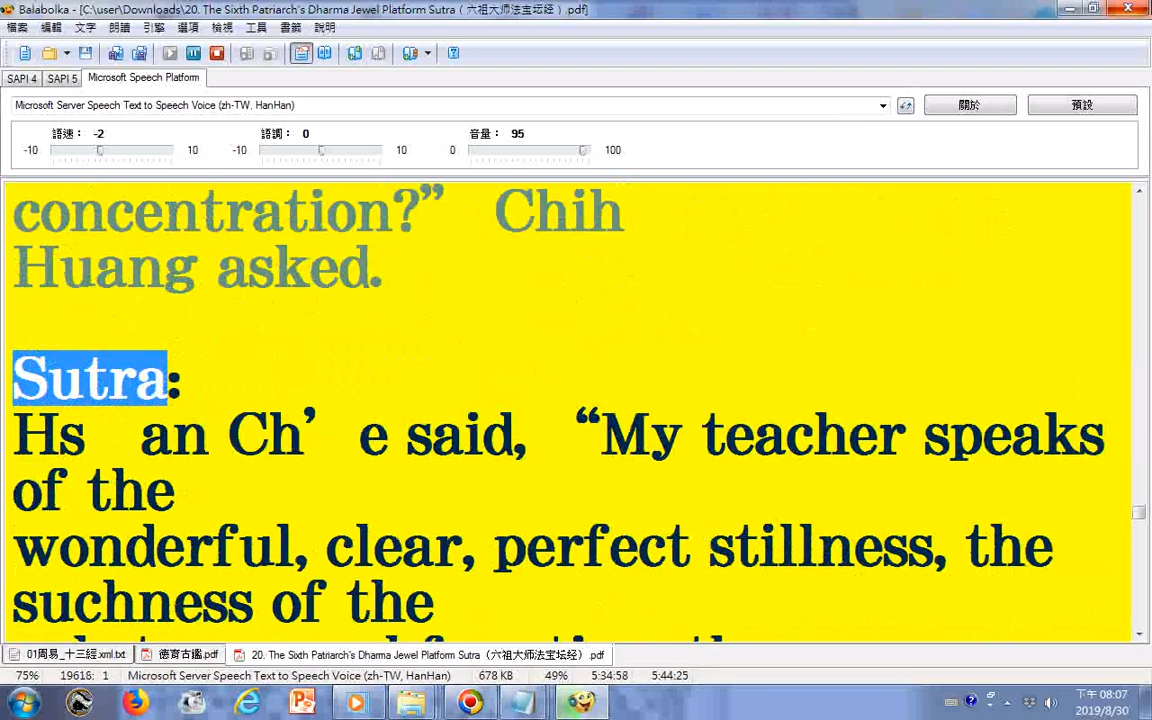 Balabolka - [C:\user\Downloads\20. The Sixth Patriarch's Dharma Jewel Platform Sutra（六祖大师法宝坛经）.pdf]
檔案 編輯 文字 朗讀 引擎 選項 檢視 工具 書籤 說明
SAPI 4 SAPI 5 Microsoft Speech Platform
Microsoft Server Speech Text to Speech Voice (zh-TW, HanHan) 關於 預設
語速： -2 語調： 0 音量： 95
-10 10 -10 10 0 100
concentration?” Chih
Huang asked.
Sutra:
Hs an Ch’ e said, “My teacher speaks
of the
wonderful, clear, perfect stillness, the
suchness of the
01周易_十三經.xml.txt 德育古鑑.pdf 20. The Sixth Patriarch's Dharma Jewel Platform Sutra（六祖大师法宝坛经）.pdf
75% 19618: 1 Microsoft Server Speech Text to Speech Voice (zh-TW, HanHan) 678 KB 49% 5:34:58 5:44:25
下午 08:07
2019/8/30